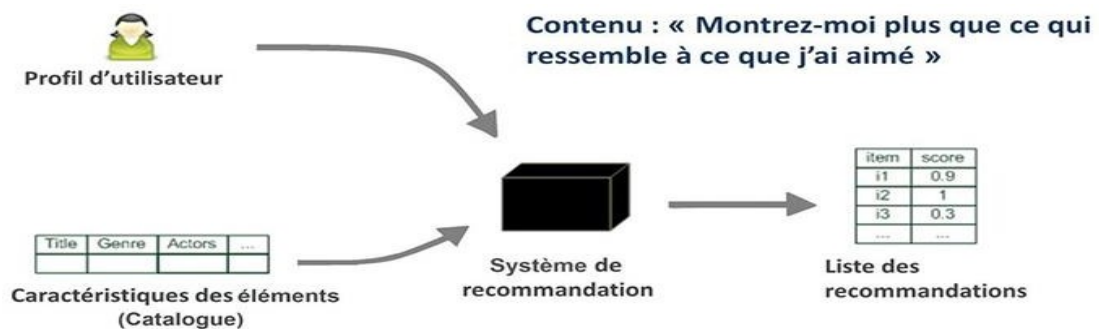 Contenu : « Montrez-moi plus que ce qui
ressemble à ce que j'ai aimé »
Profil d'utilisateur
Title Genre Actors ...
Caractéristiques des éléments
(Catalogue)
Système de
recommandation
item score
i1 0.9
i2 1
i3 0.3
... ...
Liste des
recommandations